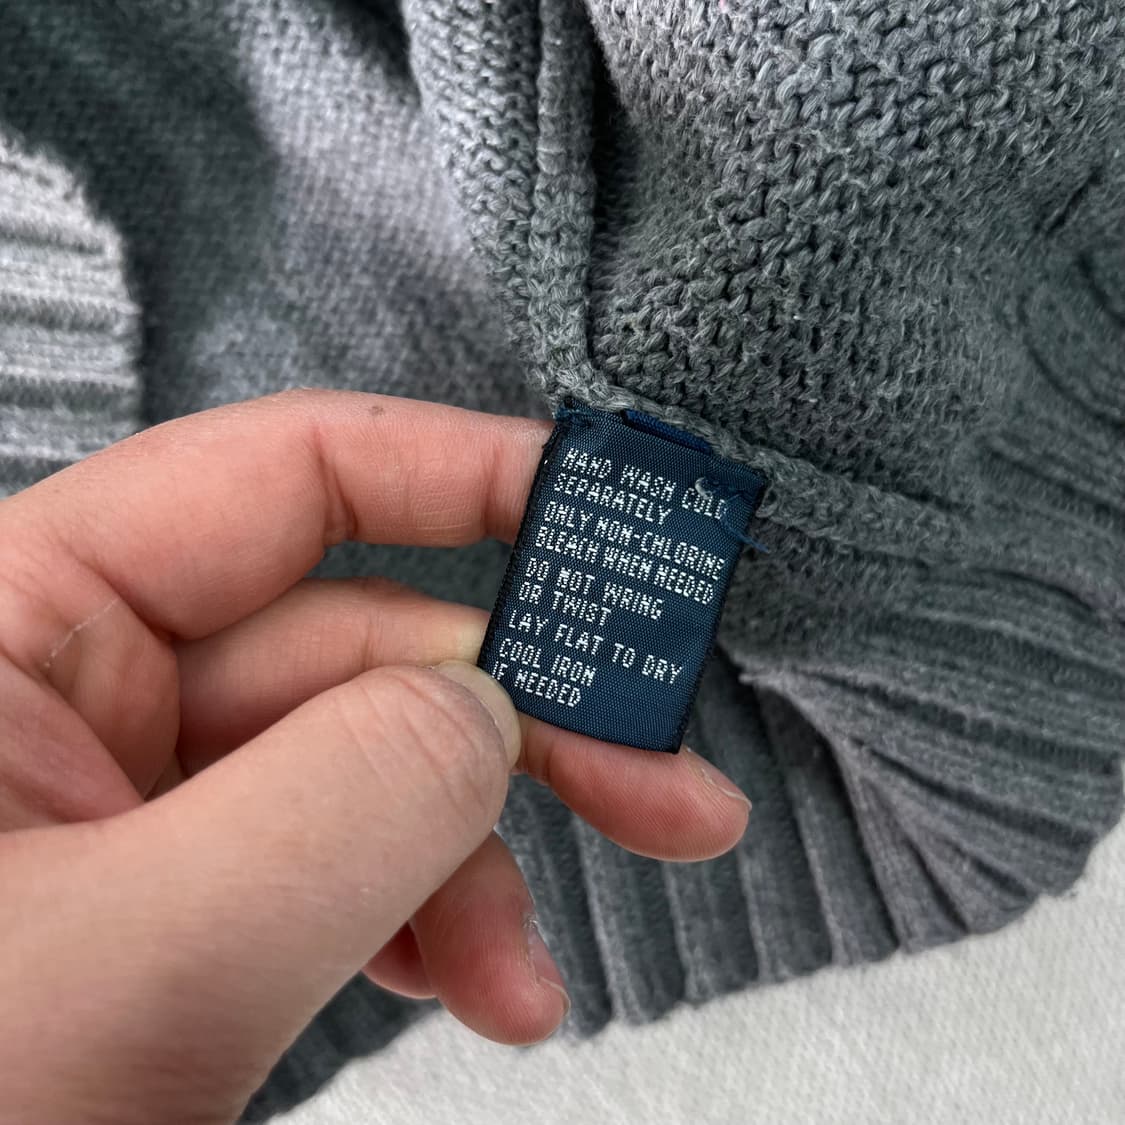 HAND WASH COLD
SEPARATELY
ONLY NON-CHLORINE
BLEACH WHEN NEEDED
DO NOT WRING
OR TWIST
LAY FLAT TO DRY
COOL IRON
IF NEEDED